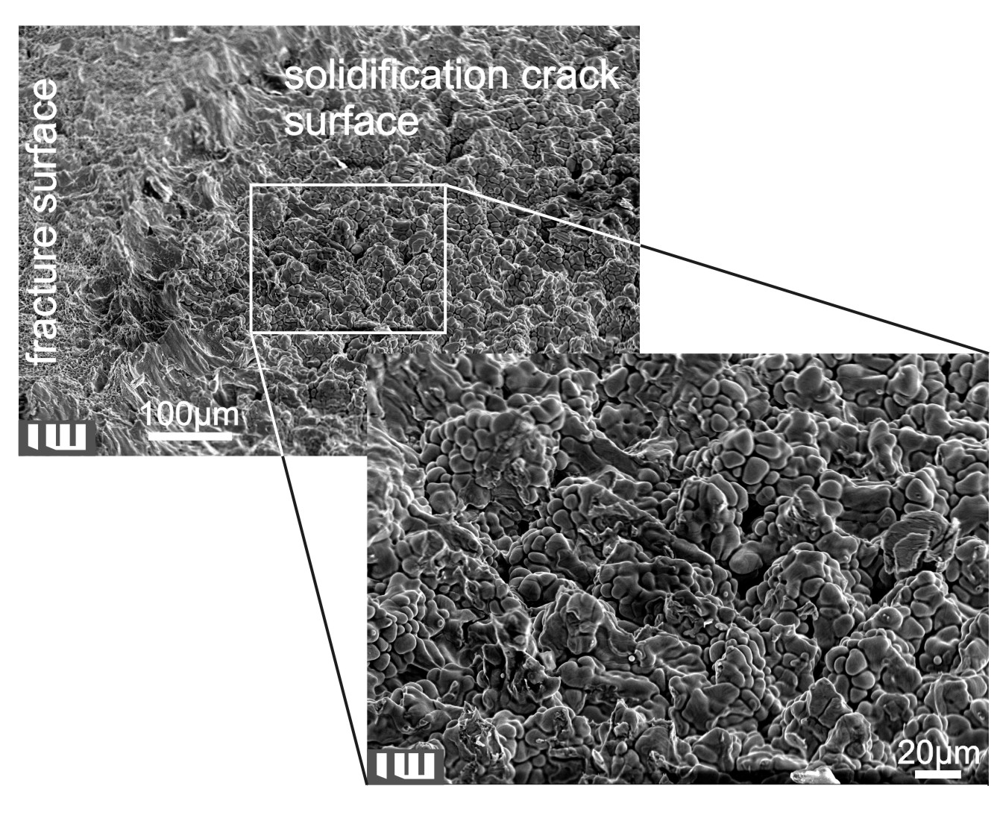 solidification crack
surface
fracture surface
100µm
20µm